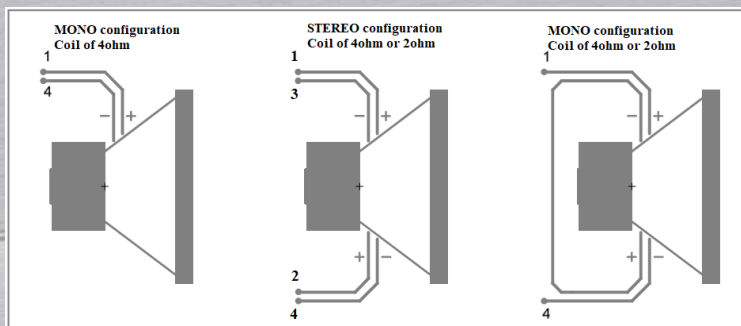 MONO configuration
Coil of 4ohm
1
4
− +
STEREO configuration
Coil of 4ohm or 2ohm
1
3
− +
+ −
2
4
MONO configuration
Coil of 4ohm or 2ohm
1
− +
+ −
4